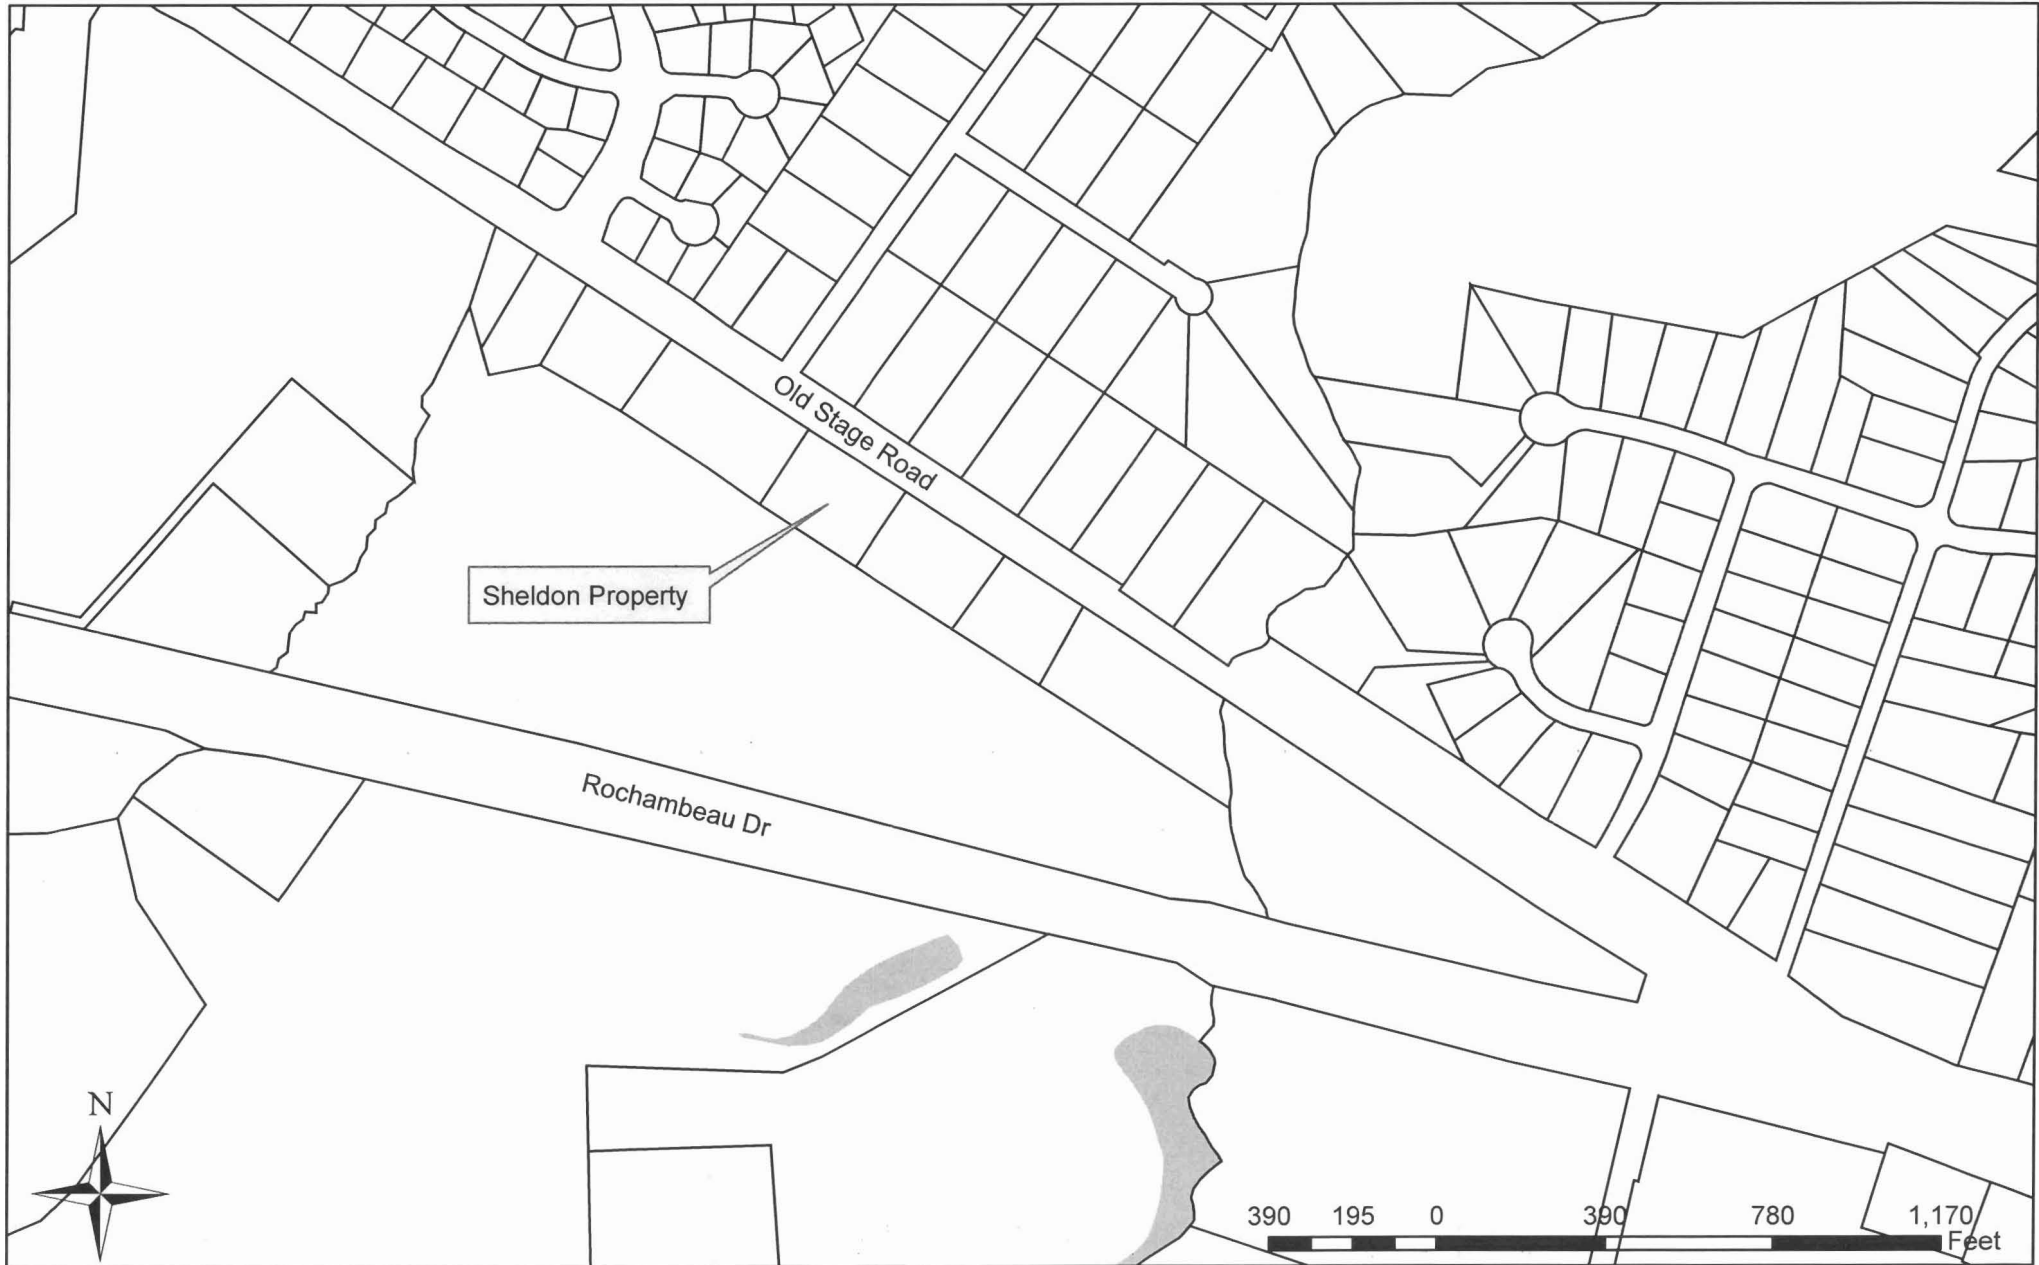 Old Stage Road
Sheldon Property
Rochambeau Dr
N
390 195 0 390 780 1,170
Feet